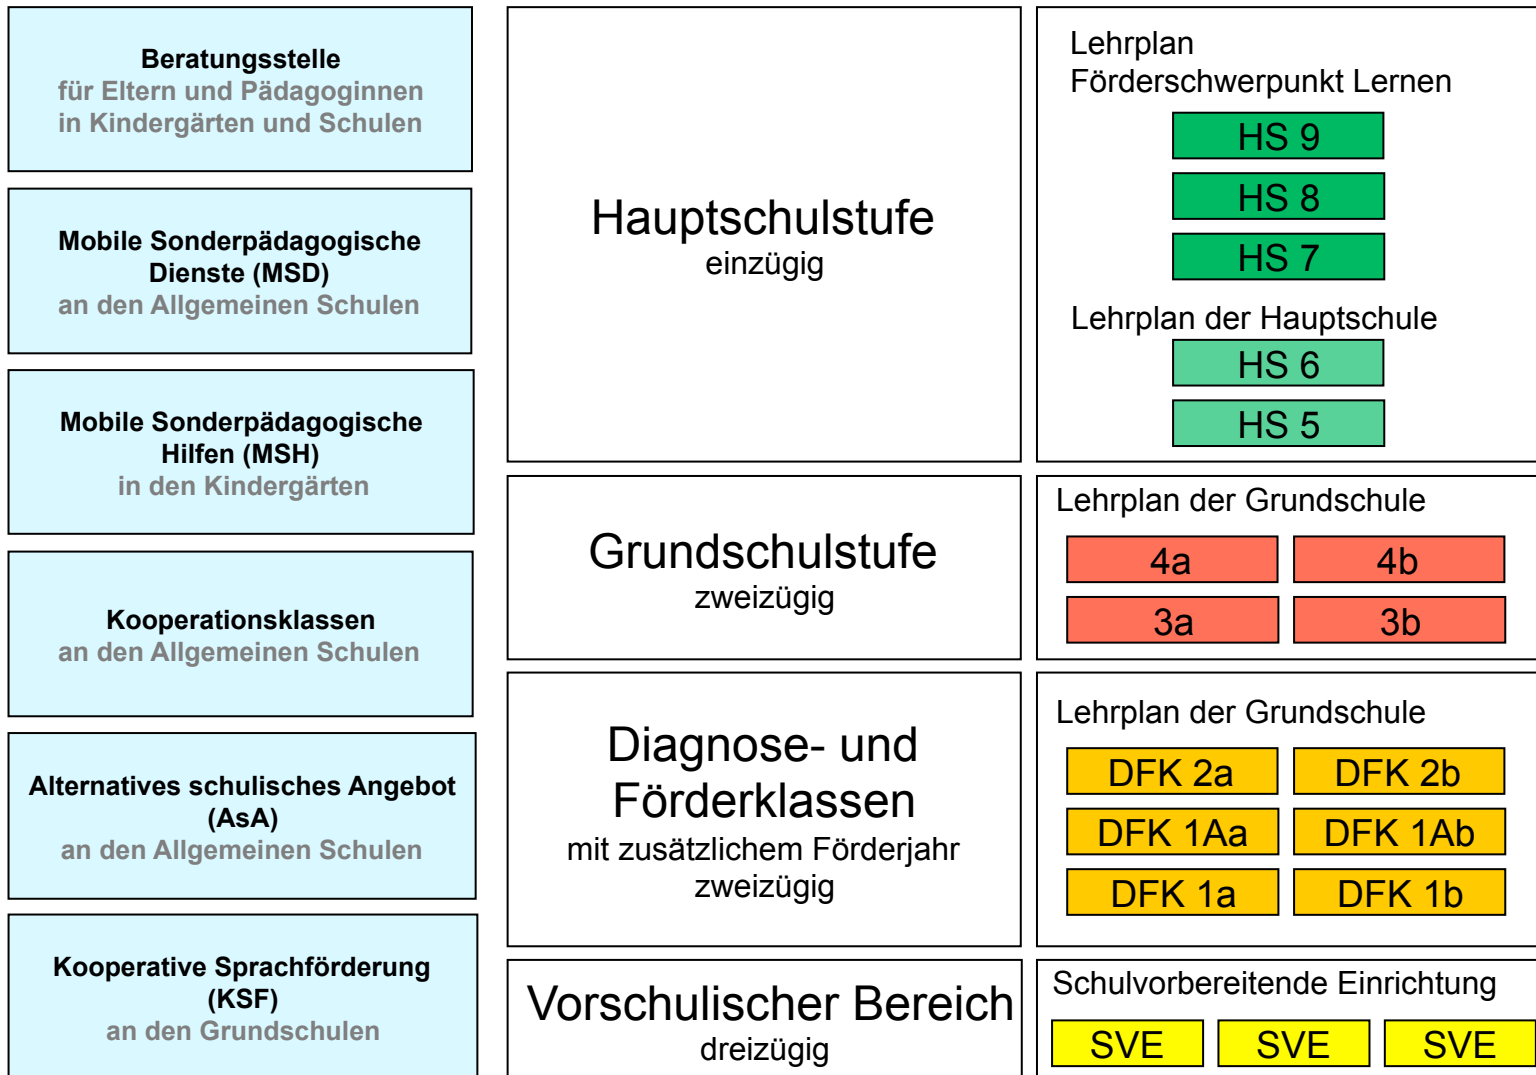 Beratungsstelle
für Eltern und Pädagoginnen
in Kindergärten und Schulen
Mobile Sonderpädagogische
Dienste (MSD)
an den Allgemeinen Schulen
Mobile Sonderpädagogische
Hilfen (MSH)
in den Kindergärten
Kooperationsklassen
an den Allgemeinen Schulen
Alternatives schulisches Angebot
(AsA)
an den Allgemeinen Schulen
Kooperative Sprachförderung
(KSF)
an den Grundschulen
Hauptschulstufe
einzügig
Grundschulstufe
zweizügig
Diagnose- und
Förderklassen
mit zusätzlichem Förderjahr
zweizügig
Vorschulischer Bereich
dreizügig
Lehrplan
Förderschwerpunkt Lernen
HS 9
HS 8
HS 7
Lehrplan der Hauptschule
HS 6
HS 5
Lehrplan der Grundschule
4a 4b
3a 3b
Lehrplan der Grundschule
DFK 2a DFK 2b
DFK 1Aa DFK 1Ab
DFK 1a DFK 1b
Schulvorbereitende Einrichtung
SVE SVE SVE